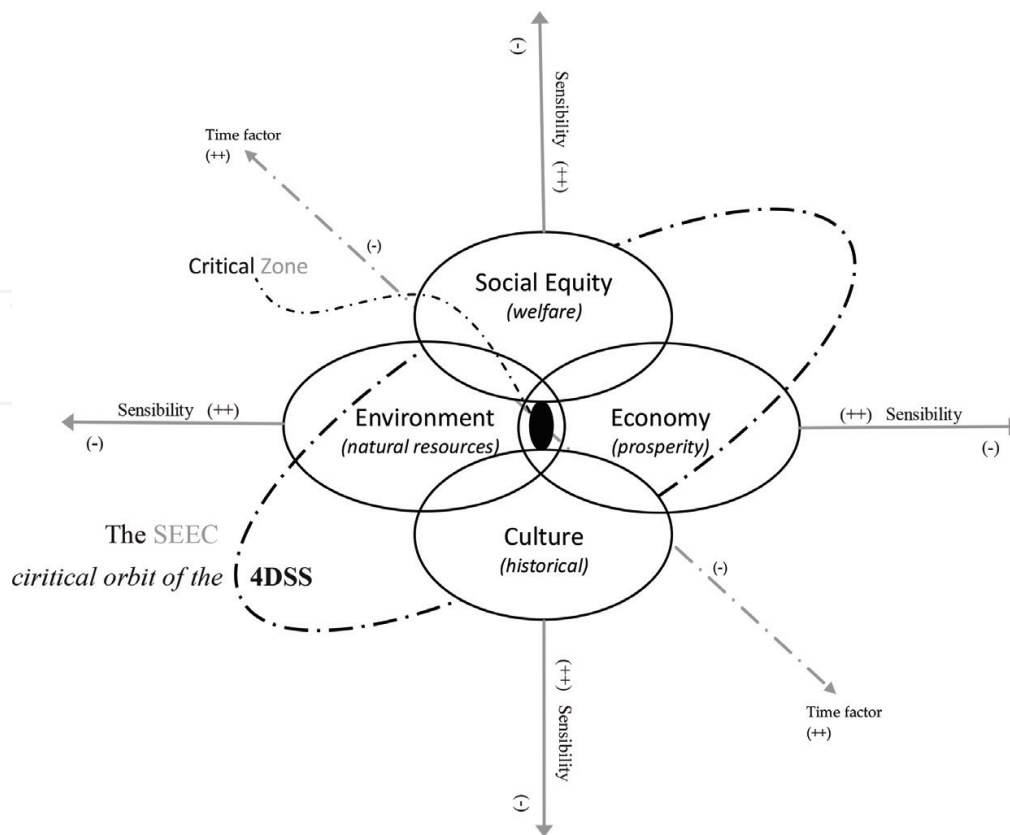 (-)
Sensibility (++)
Time factor
(++)
(-)
Critical Zone
Social Equity
(welfare)
Sensibility (++)
(-)
Environment
(natural resources)
Economy
(prosperity)
(++) Sensibility
(-)
The SEEC
ciritical orbit of the 4DSS
Culture
(historical)
(-)
Time factor
(++)
(++) Sensibility
(-)